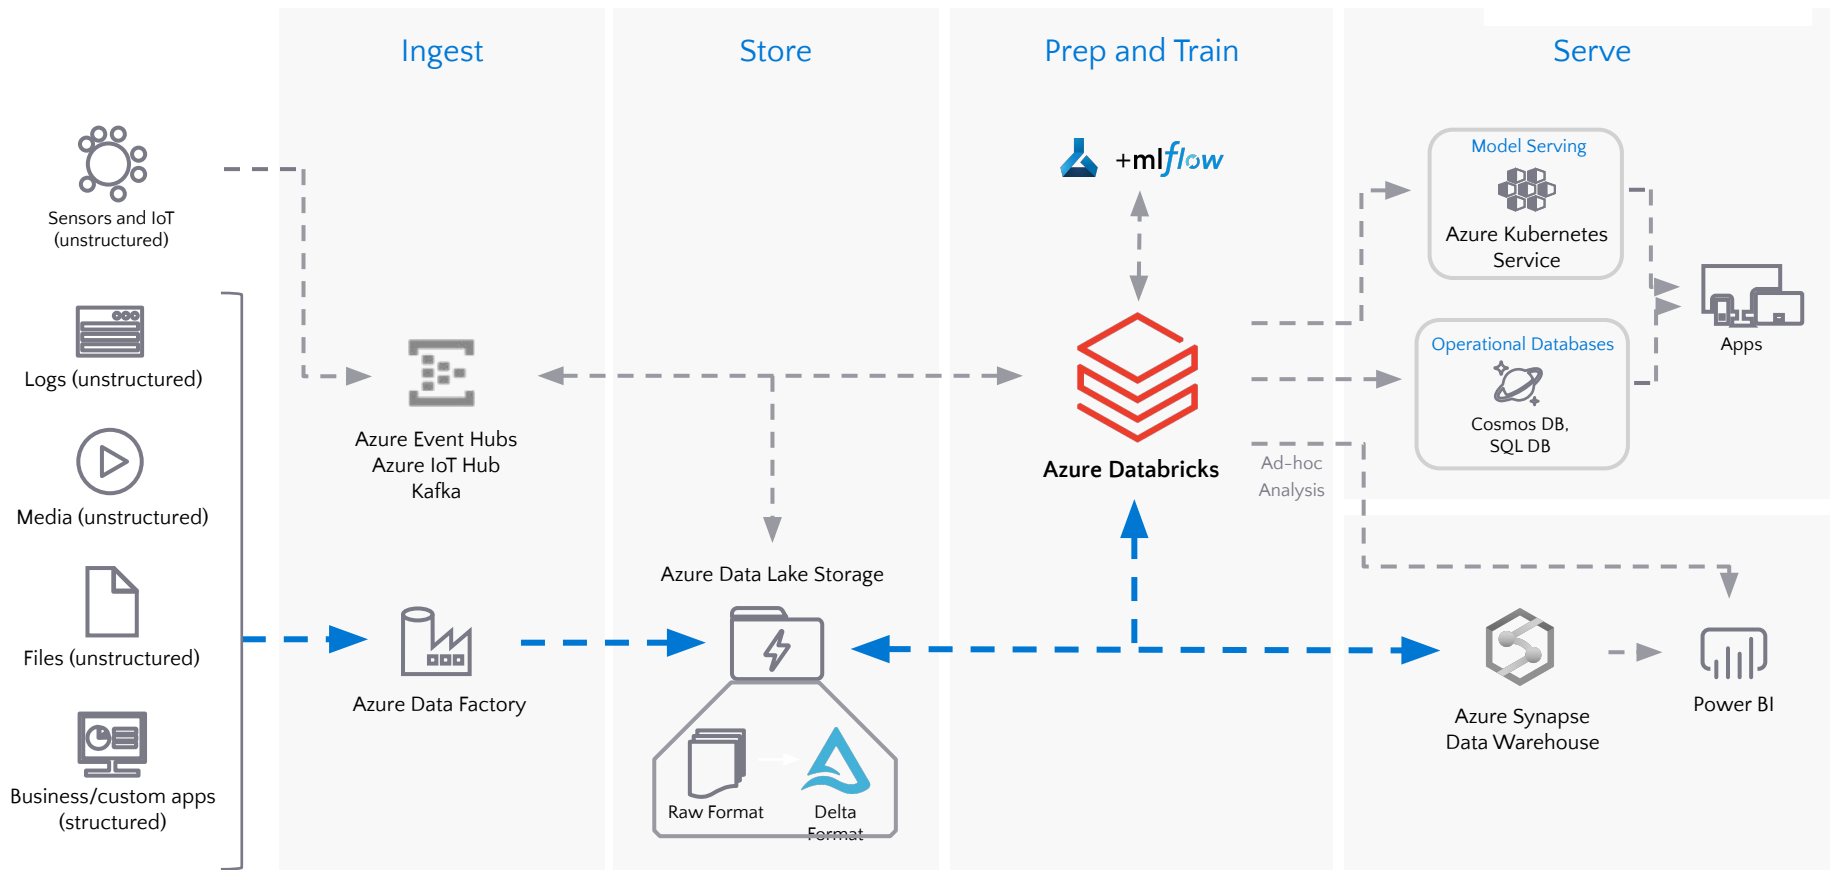 Ingest
Store
Prep and Train
Serve
Sensors and IoT
(unstructured)
Logs (unstructured)
Media (unstructured)
Files (unstructured)
Business/custom apps
(structured)
Azure Event Hubs
Azure IoT Hub
Kafka
Azure Data Factory
Azure Data Lake Storage
Raw Format
Delta
Format
+mlflow
Azure Databricks
Ad-hoc
Analysis
Model Serving
Azure Kubernetes
Service
Operational Databases
Cosmos DB,
SQL DB
Apps
Azure Synapse
Data Warehouse
Power BI